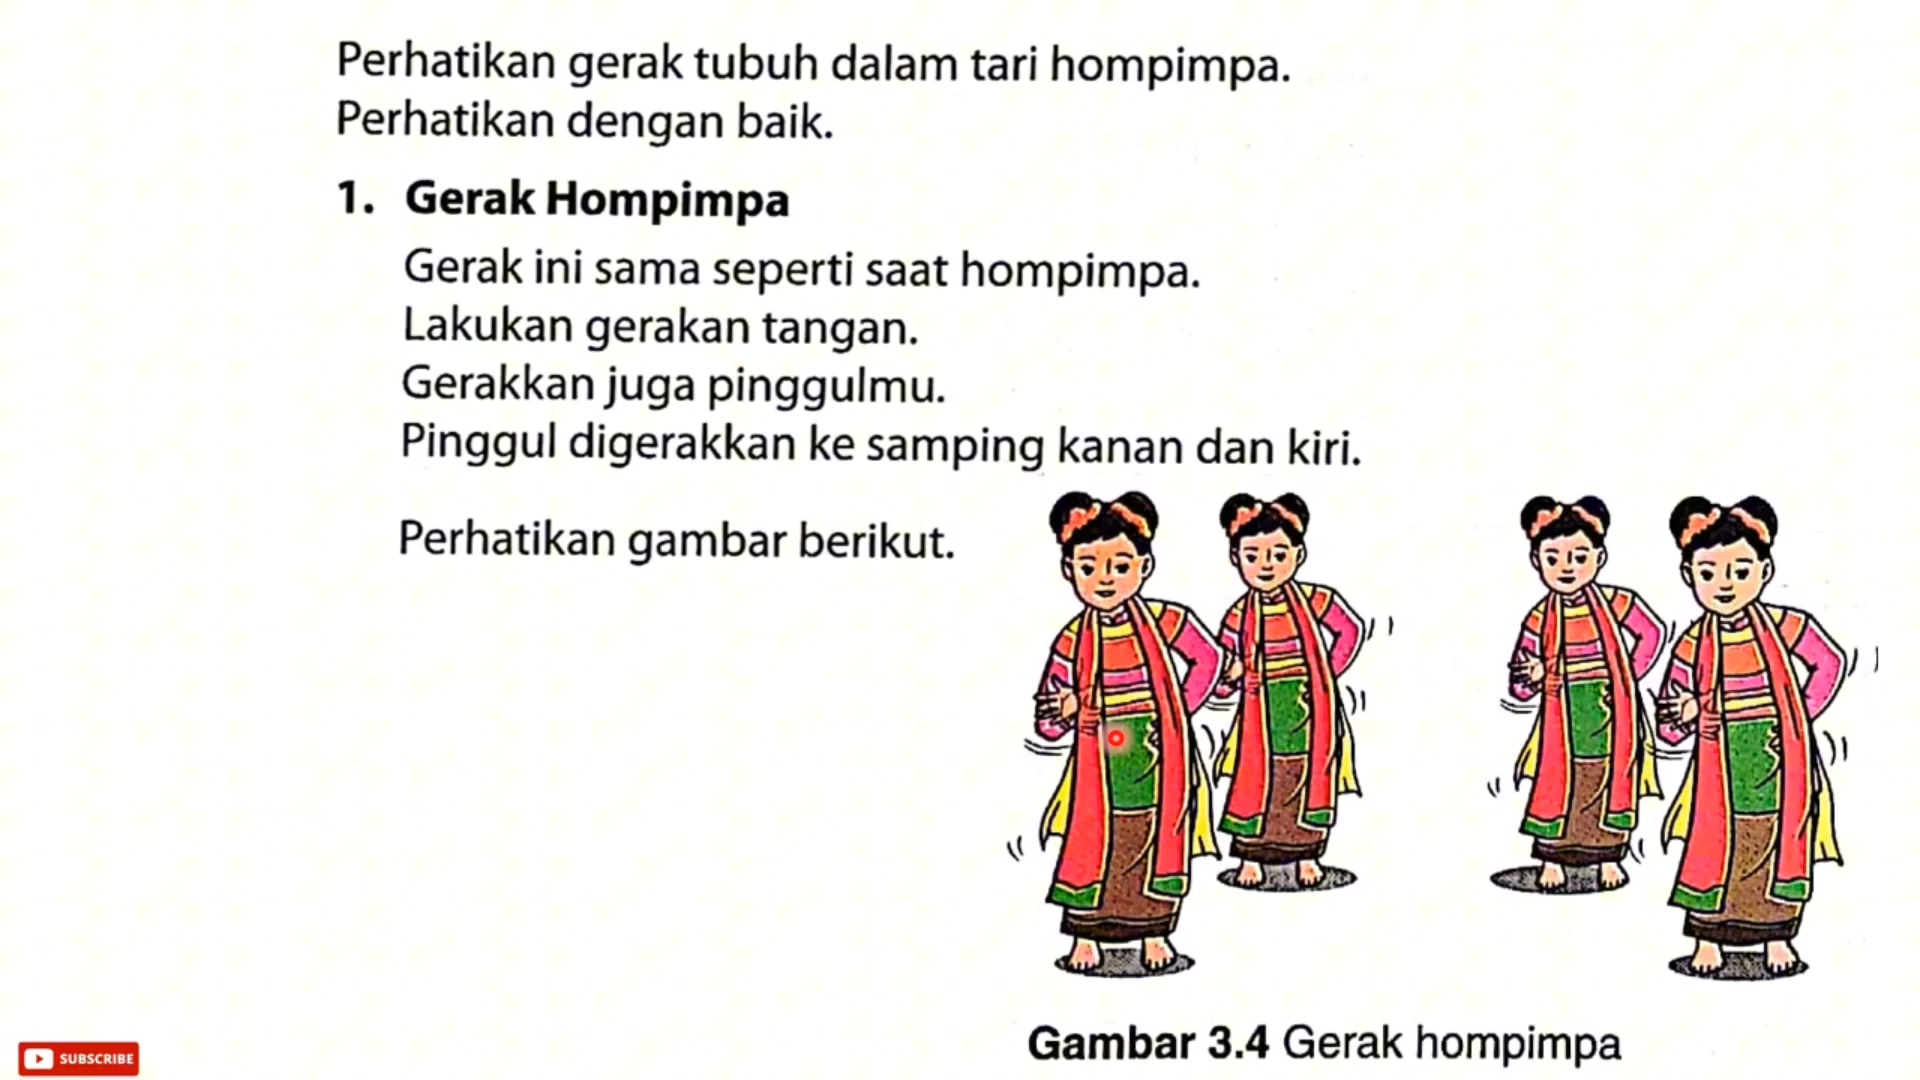 Perhatikan gerak tubuh dalam tari hompimpa.
Perhatikan dengan baik.
1. Gerak Hompimpa
Gerak ini sama seperti saat hompimpa.
Lakukan gerakan tangan.
Gerakkan juga pinggulmu.
Pinggul digerakkan ke samping kanan dan kiri.
Perhatikan gambar berikut.
Gambar 3.4 Gerak hompimpa
SUBSCRIBE